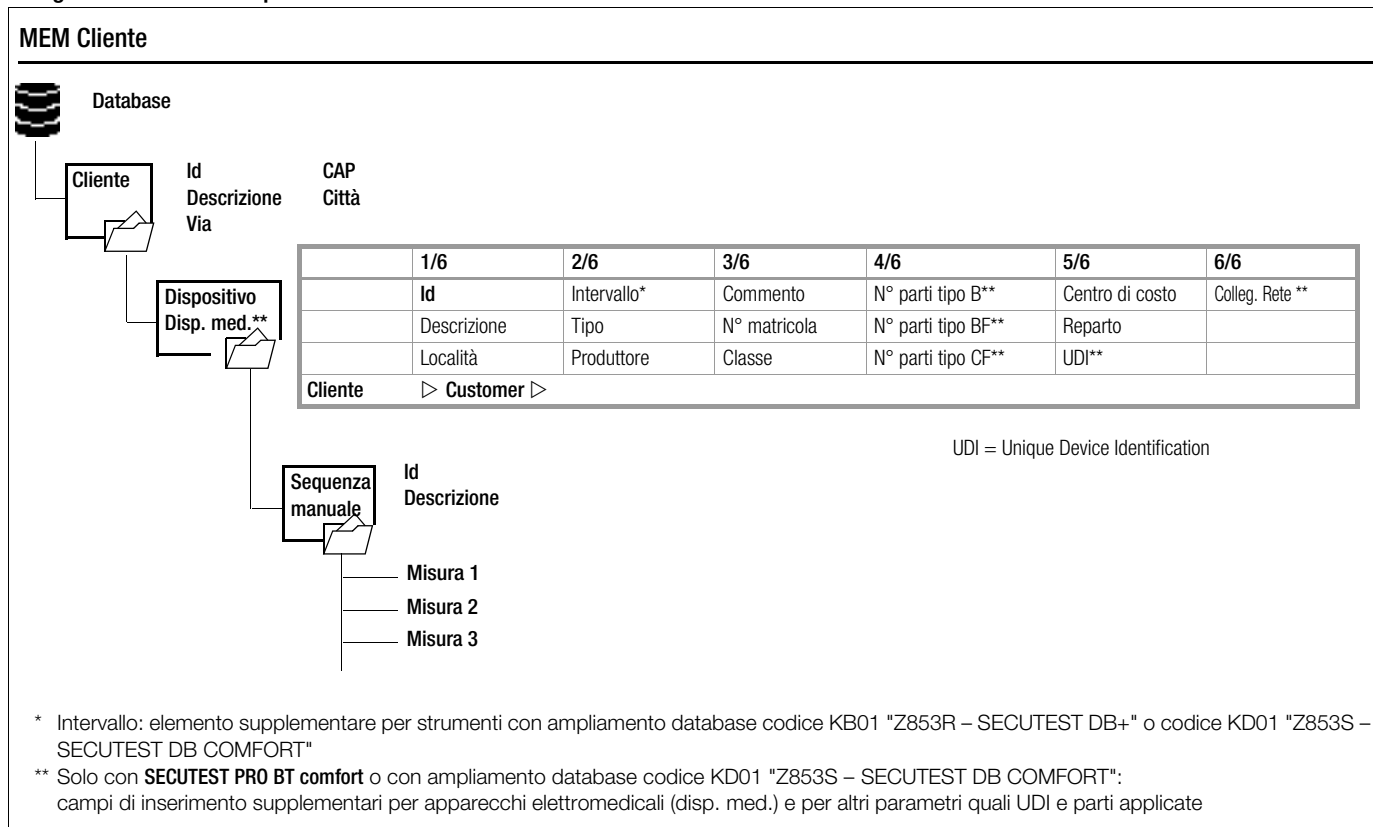 MEM Cliente
Database
Cliente
Id CAP
Descrizione Città
Via
Dispositivo
Disp. med.**
1/6 2/6 3/6 4/6 5/6 6/6
Id Intervallo* Commento N° parti tipo B** Centro di costo Colleg. Rete **
Descrizione Tipo N° matricola N° parti tipo BF** Reparto
Località Produttore Classe N° parti tipo CF** UDI**
Cliente ▷ Customer ▷
UDI = Unique Device Identification
Sequenza
manuale
Id
Descrizione
Misura 1
Misura 2
Misura 3
* Intervallo: elemento supplementare per strumenti con ampliamento database codice KB01 "Z853R – SECUTEST DB+" o codice KD01 "Z853S –
SECUTEST DB COMFORT"
** Solo con SECUTEST PRO BT comfort o con ampliamento database codice KD01 "Z853S – SECUTEST DB COMFORT":
campi di inserimento supplementari per apparecchi elettromedicali (disp. med.) e per altri parametri quali UDI e parti applicate